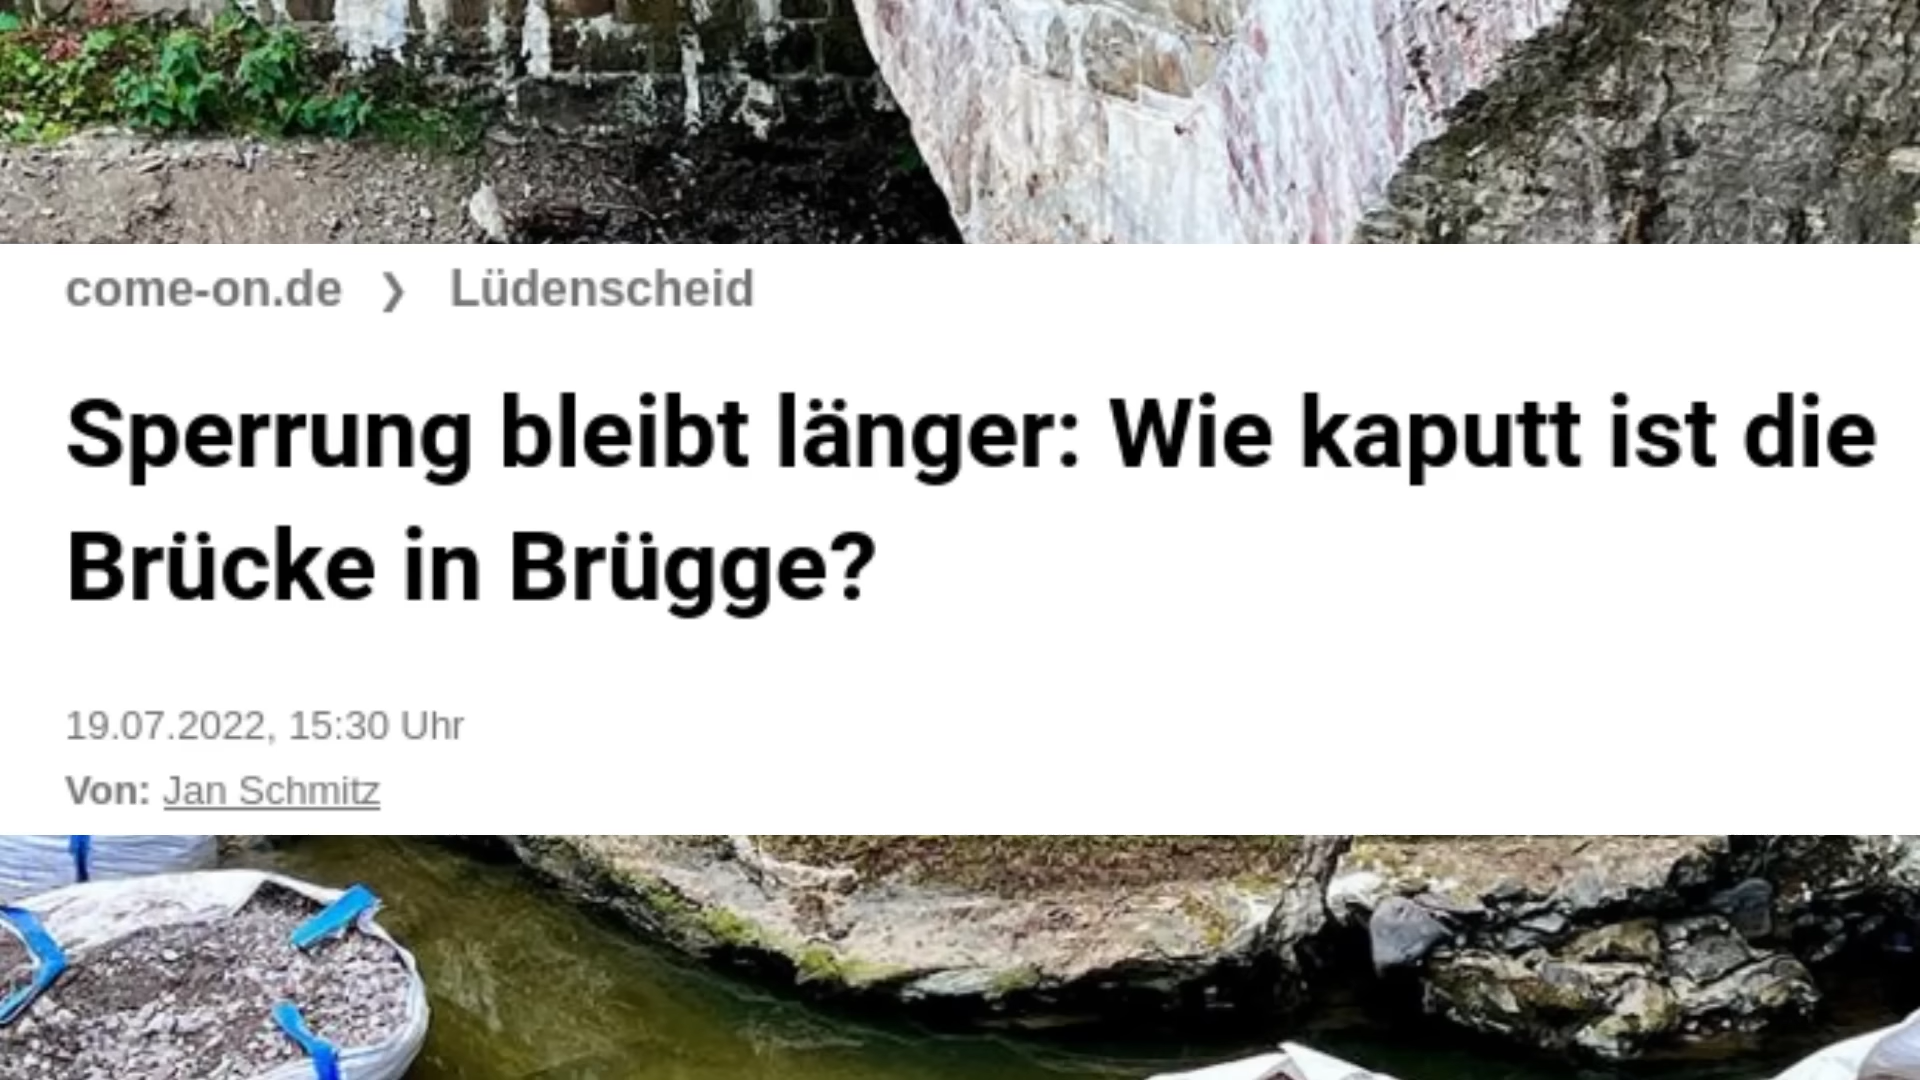 come-on.de ❯ Lüdenscheid
Sperrung bleibt länger: Wie kaputt ist die
Brücke in Brügge?
19.07.2022, 15:30 Uhr
Von: Jan Schmitz